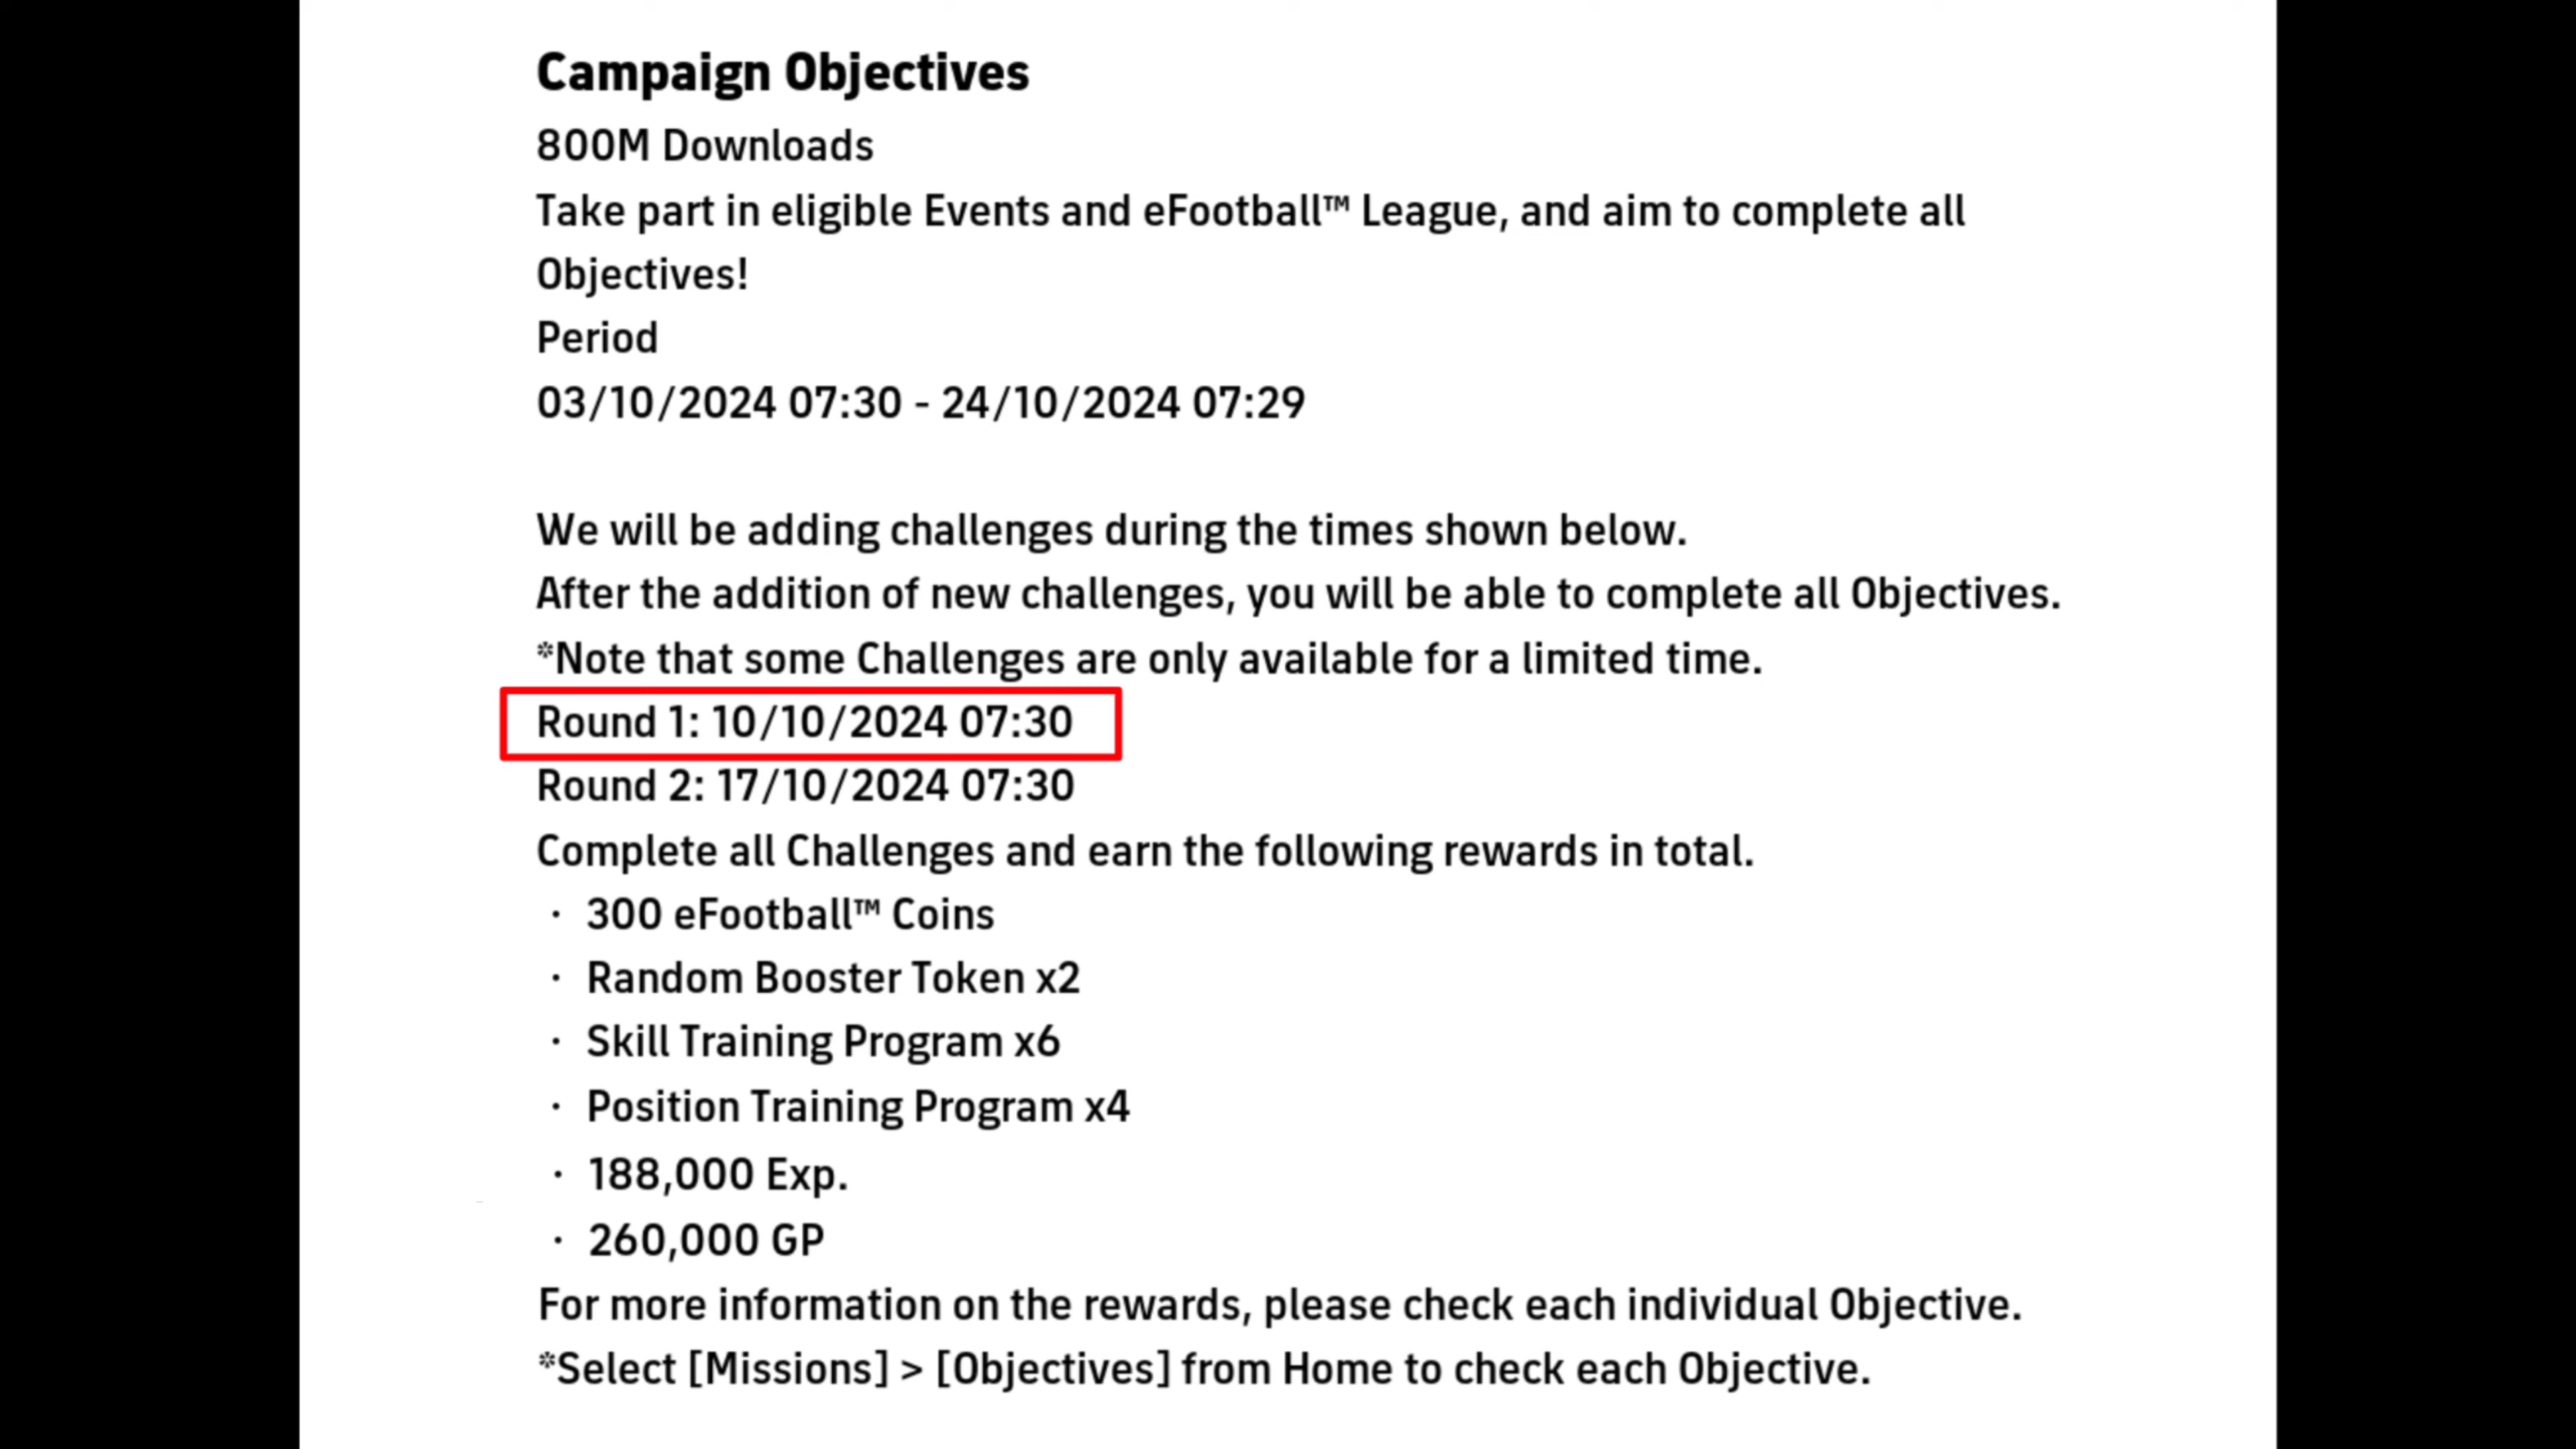 Campaign Objectives
800M Downloads
Take part in eligible Events and eFootball™ League, and aim to complete all
Objectives!
Period
03/10/2024 07:30 - 24/10/2024 07:29
We will be adding challenges during the times shown below.
After the addition of new challenges, you will be able to complete all Objectives.
*Note that some Challenges are only available for a limited time.
Round 1: 10/10/2024 07:30
Round 2: 17/10/2024 07:30
Complete all Challenges and earn the following rewards in total.
・ 300 eFootball™ Coins
・ Random Booster Token x2
・ Skill Training Program x6
・ Position Training Program x4
・ 188,000 Exp.
・ 260,000 GP
For more information on the rewards, please check each individual Objective.
*Select [Missions] > [Objectives] from Home to check each Objective.